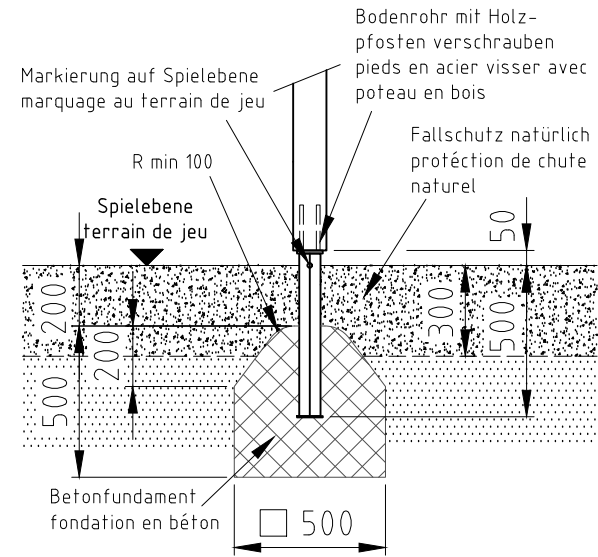 Bodenrohr mit Holz-
pfosten verschrauben
pieds en acier visser avec
poteau en bois
Markierung auf Spielebene
marquage au terrain de jeu
Fallschutz natürlich
protéction de chute
naturel
R min 100
Spielebene
terrain de jeu
50
200
300
500
200
500
Betonfundament
fondation en béton
□ 500